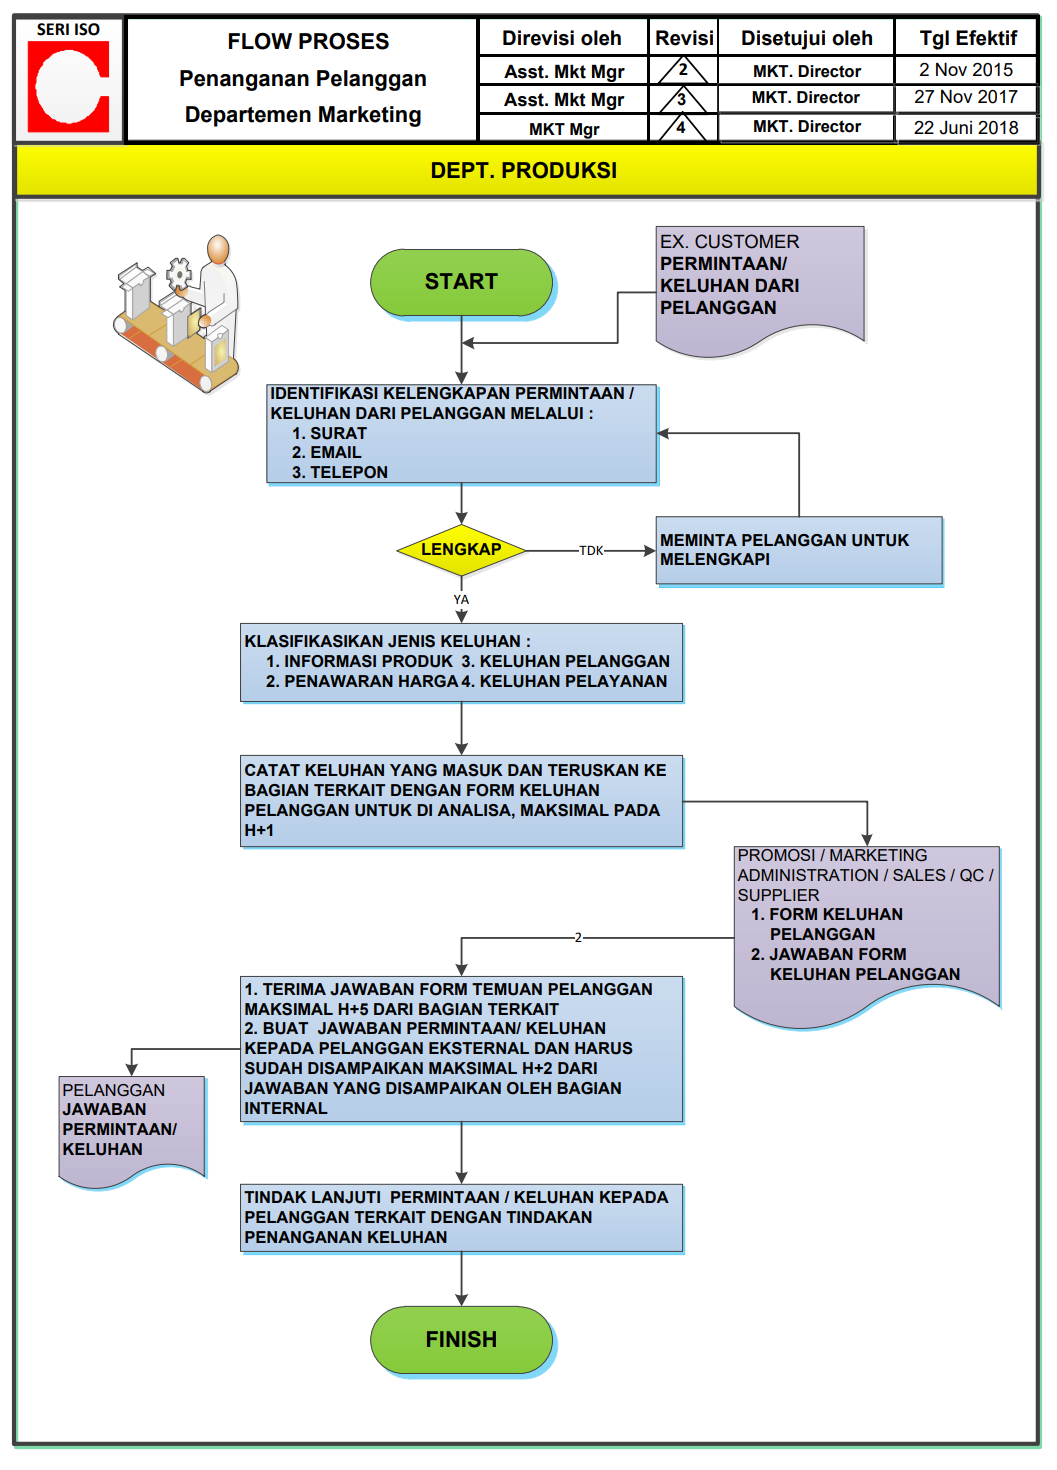 SERI ISO
FLOW PROSES
Penanganan Pelanggan
Departemen Marketing
Direvisi oleh Revisi Disetujui oleh Tgl Efektif
Asst. Mkt Mgr 2 MKT. Director 2 Nov 2015
Asst. Mkt Mgr 3 MKT. Director 27 Nov 2017
MKT Mgr 4 MKT. Director 22 Juni 2018
DEPT. PRODUKSI
START
EX. CUSTOMER
PERMINTAAN/
KELUHAN DARI
PELANGGAN
IDENTIFIKASI KELENGKAPAN PERMINTAAN /
KELUHAN DARI PELANGGAN MELALUI :
1. SURAT
2. EMAIL
3. TELEPON
LENGKAP
TDK
MEMINTA PELANGGAN UNTUK
MELENGKAPI
YA
KLASIFIKASIKAN JENIS KELUHAN :
1. INFORMASI PRODUK 3. KELUHAN PELANGGAN
2. PENAWARAN HARGA 4. KELUHAN PELAYANAN
CATAT KELUHAN YANG MASUK DAN TERUSKAN KE
BAGIAN TERKAIT DENGAN FORM KELUHAN
PELANGGAN UNTUK DI ANALISA, MAKSIMAL PADA
H+1
PROMOSI / MARKETING
ADMINISTRATION / SALES / QC /
SUPPLIER
1. FORM KELUHAN
PELANGGAN
2. JAWABAN FORM
KELUHAN PELANGGAN
2
1. TERIMA JAWABAN FORM TEMUAN PELANGGAN
MAKSIMAL H+5 DARI BAGIAN TERKAIT
2. BUAT JAWABAN PERMINTAAN/ KELUHAN
KEPADA PELANGGAN EKSTERNAL DAN HARUS
SUDAH DISAMPAIKAN MAKSIMAL H+2 DARI
JAWABAN YANG DISAMPAIKAN OLEH BAGIAN
INTERNAL
PELANGGAN
JAWABAN
PERMINTAAN/
KELUHAN
TINDAK LANJUTI PERMINTAAN / KELUHAN KEPADA
PELANGGAN TERKAIT DENGAN TINDAKAN
PENANGANAN KELUHAN
FINISH